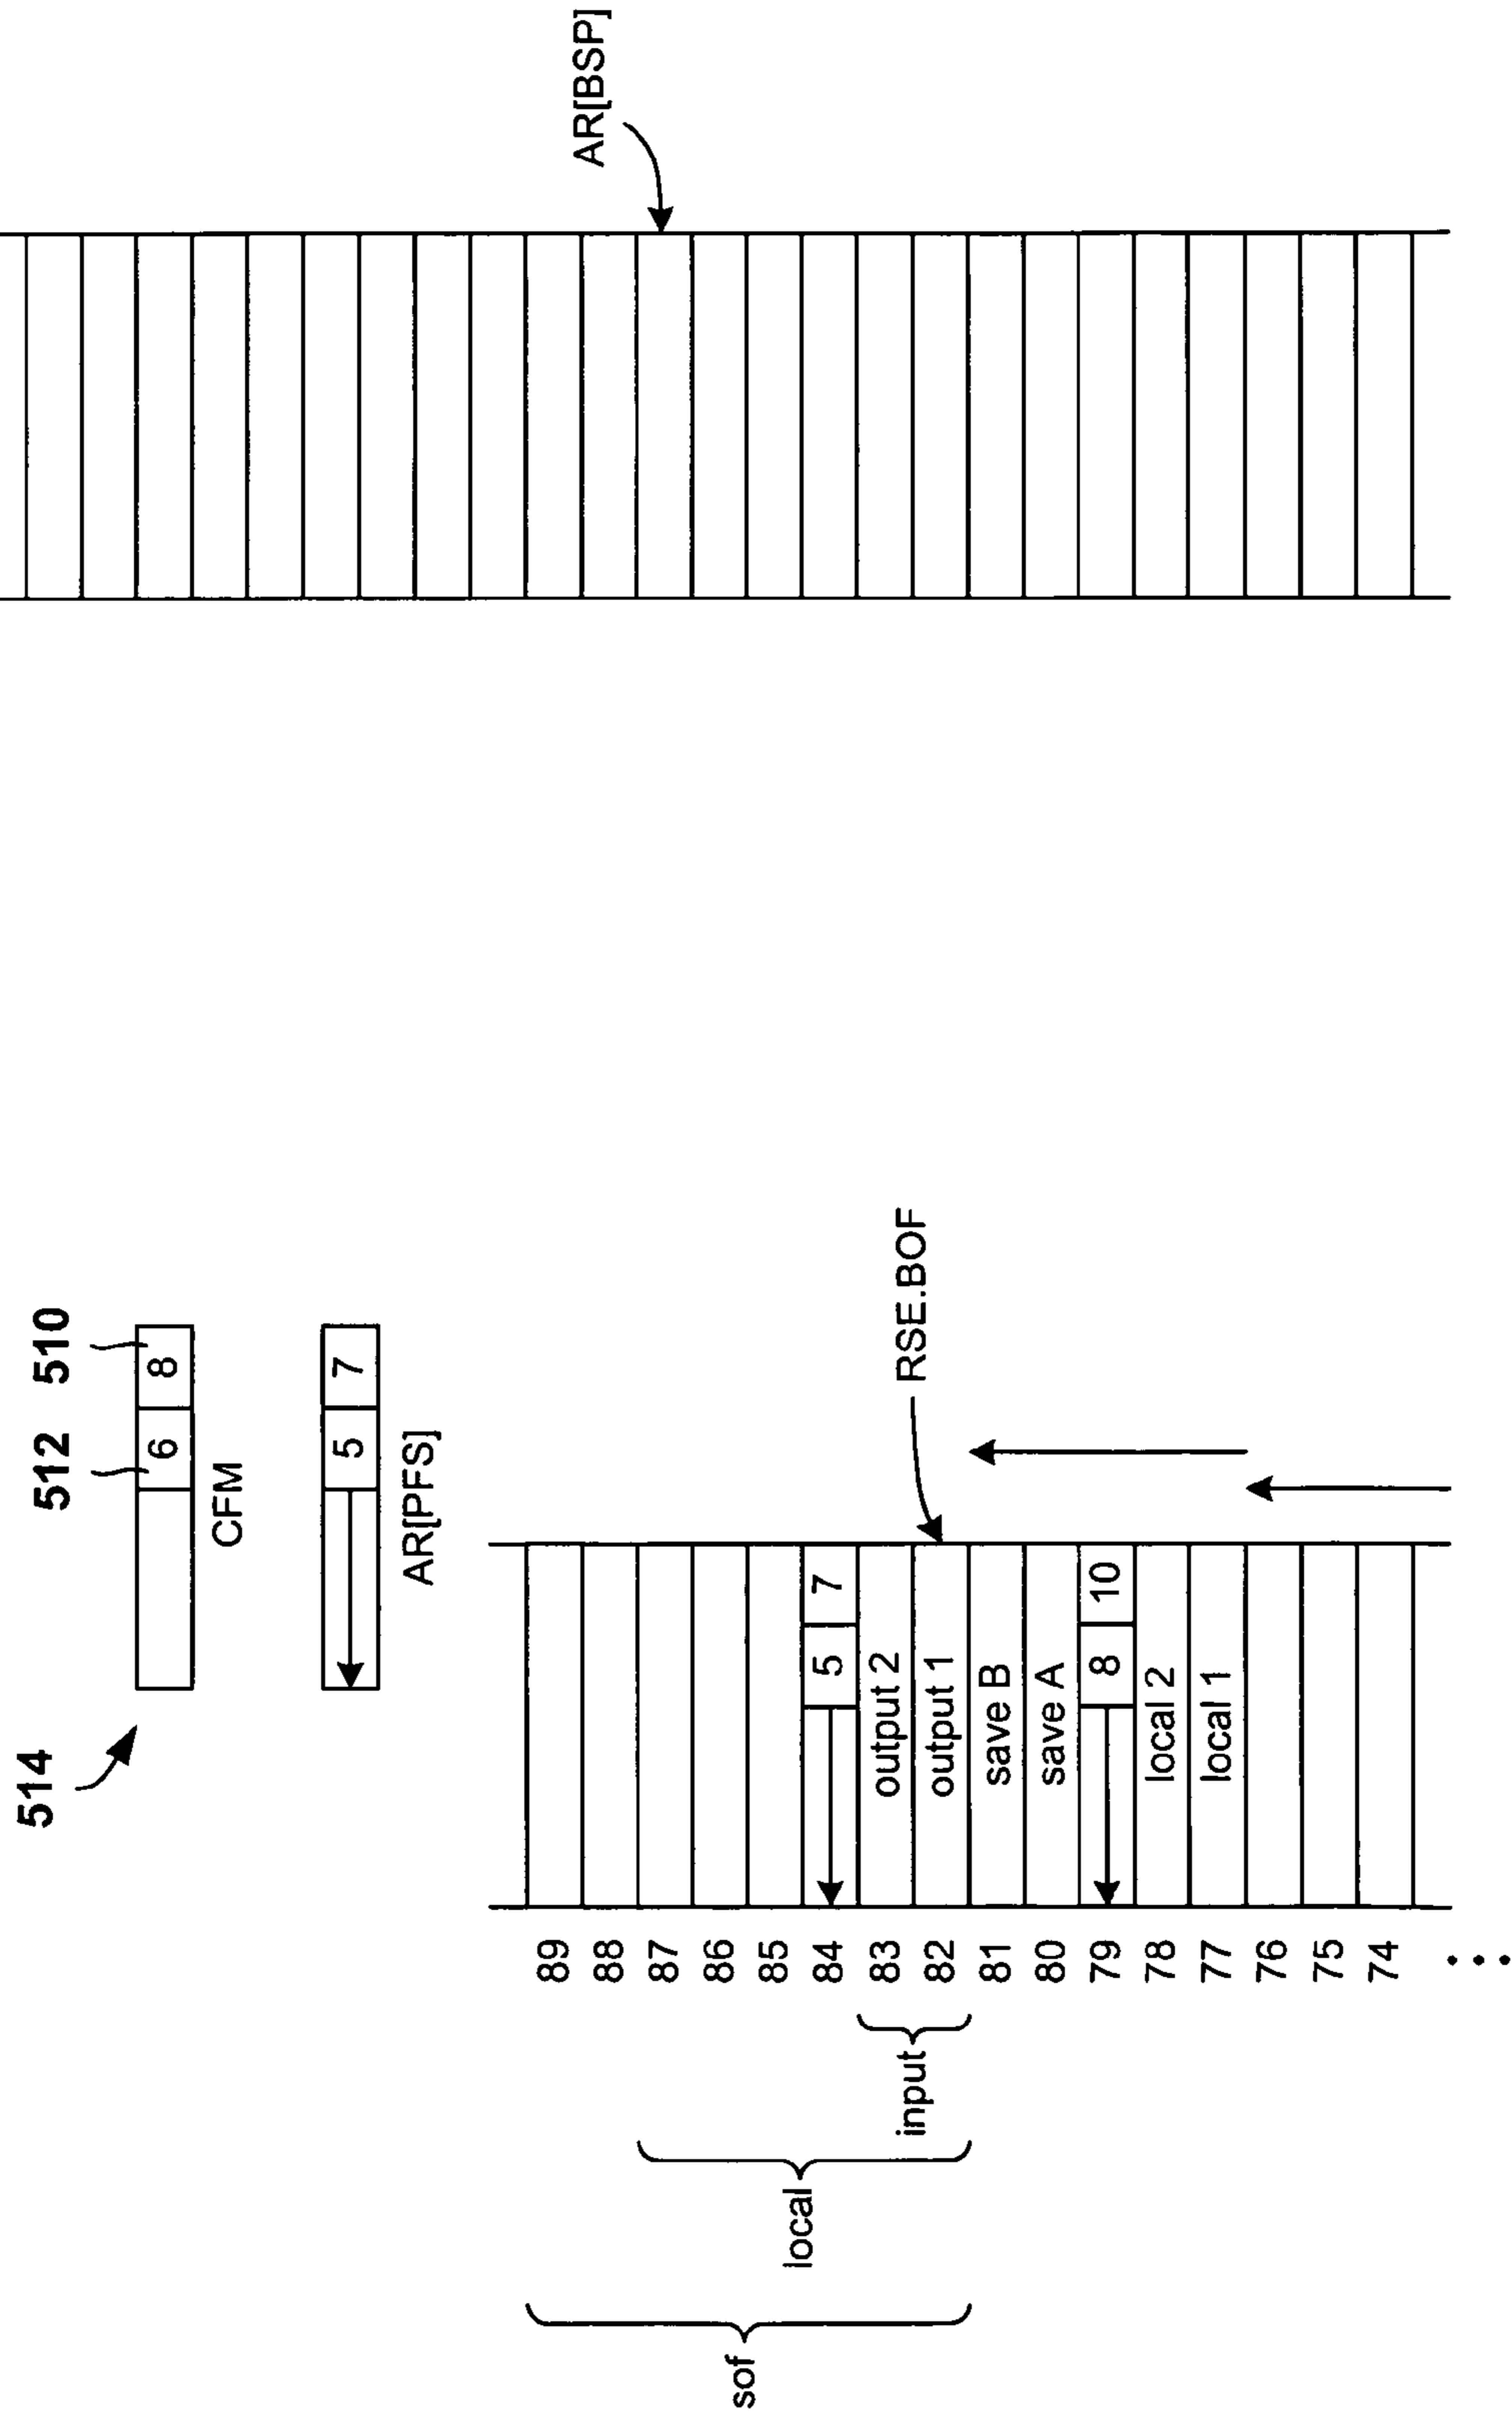 514
512
510
6
8
CFM
5
7
AR[PFS]
AR[BSP]
RSE.BOF
sof
local
input
89
88
87
86
85
84
5
7
83
output 2
82
output 1
81
save B
80
save A
79
8
10
78
local 2
77
local 1
76
75
74